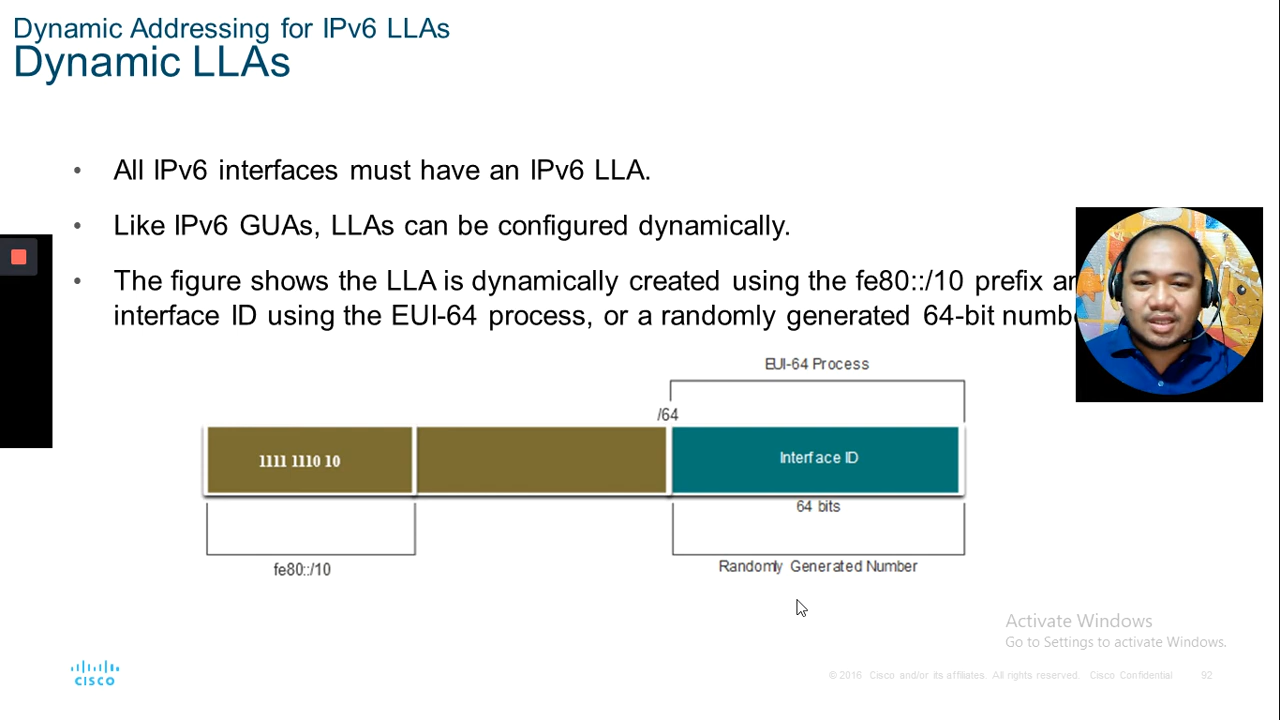 Dynamic Addressing for IPv6 LLAs
Dynamic LLAs
• All IPv6 interfaces must have an IPv6 LLA.
• Like IPv6 GUAs, LLAs can be configured dynamically.
• The figure shows the LLA is dynamically created using the fe80::/10 prefix
interface ID using the EUI-64 process, or a randomly generated 64-bit
EUI-64 Process
/64
1111 1110 10
Interface ID
64 bits
fe80::/10
Randomly Generated Number
Activate Windows
Go to Settings to activate Windows.
CISCO
© 2016 Cisco and/or its affiliates. All rights reserved. Cisco Confidential 92